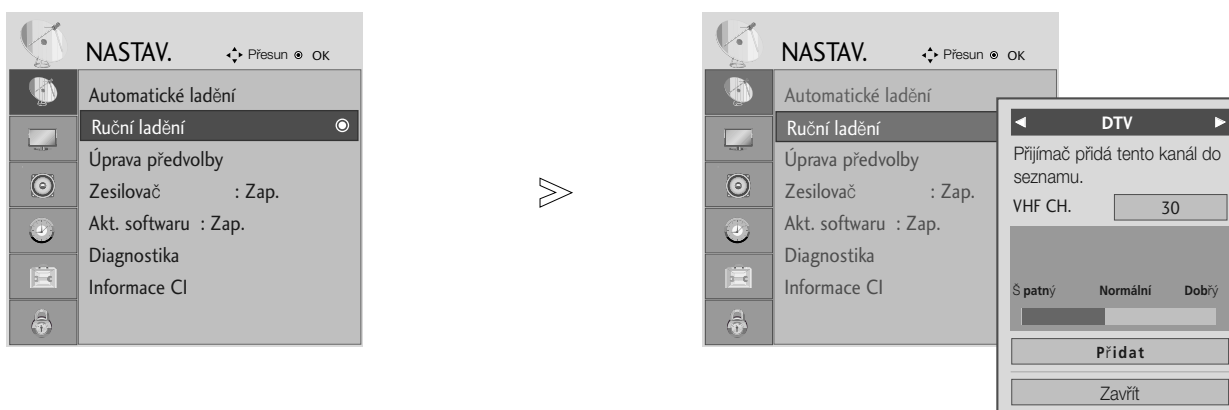 NASTAV.
Přesun OK
Automatické ladění
Ruční ladění
Úprava předvolby
Zesilovač : Zap.
Akt. softwaru : Zap.
Diagnostika
Informace CI
NASTAV.
Přesun OK
Automatické ladění
Ruční ladění
Úprava předvolby
Zesilovač : Zap.
Akt. softwaru : Zap.
Diagnostika
Informace CI
DTV
Přijímač přidá tento kanál do
seznamu.
VHF CH. 30
Š patný Normální Dobřý
Přidat
Zavřít